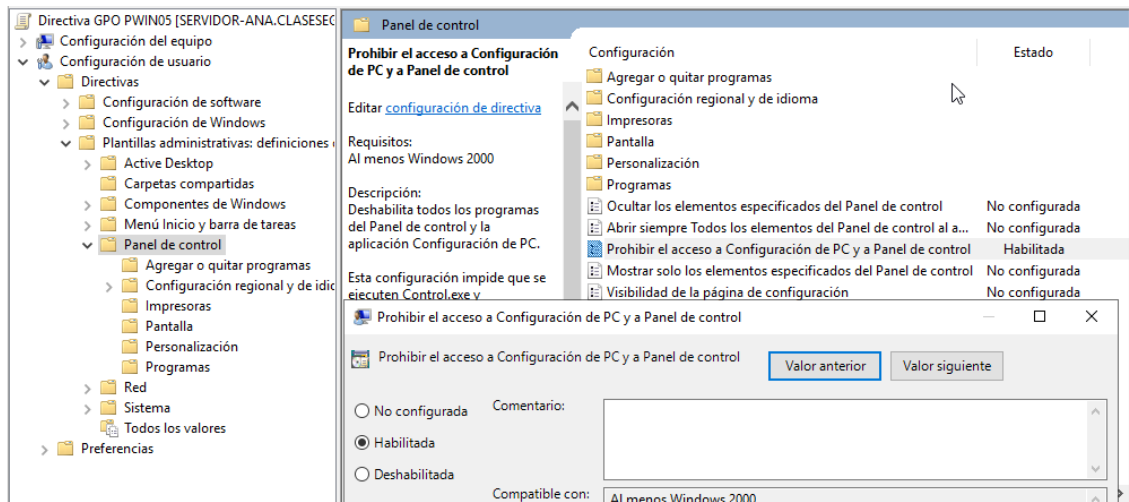 Directiva GPO PWIN05 [SERVIDOR-ANA.CLASESEC
Configuración del equipo
Configuración de usuario
Directivas
Configuración de software
Configuración de Windows
Plantillas administrativas: definiciones
Active Desktop
Carpetas compartidas
Componentes de Windows
Menú Inicio y barra de tareas
Panel de control
Agregar o quitar programas
Configuración regional y de idio
Impresoras
Pantalla
Personalización
Programas
Red
Sistema
Todos los valores
Preferencias
Panel de control
Prohibir el acceso a Configuración
de PC y a Panel de control
Editar configuración de directiva
Requisitos:
Al menos Windows 2000
Descripción:
Deshabilita todos los programas
del Panel de control y la
aplicación Configuración de PC.
Esta configuración impide que se
ejecuten Control.exe y
Configuración Estado
Agregar o quitar programas
Configuración regional y de idioma
Impresoras
Pantalla
Personalización
Programas
Ocultar los elementos especificados del Panel de control No configurada
Abrir siempre Todos los elementos del Panel de control al a... No configurada
Prohibir el acceso a Configuración de PC y a Panel de control Habilitada
Mostrar solo los elementos especificados del Panel de control No configurada
Visibilidad de la página de configuración No configurada
Prohibir el acceso a Configuración de PC y a Panel de control
Prohibir el acceso a Configuración de PC y a Panel de control Valor anterior Valor siguiente
No configurada Comentario:
Habilitada
Deshabilitada
Compatible con: Al menos Windows 2000